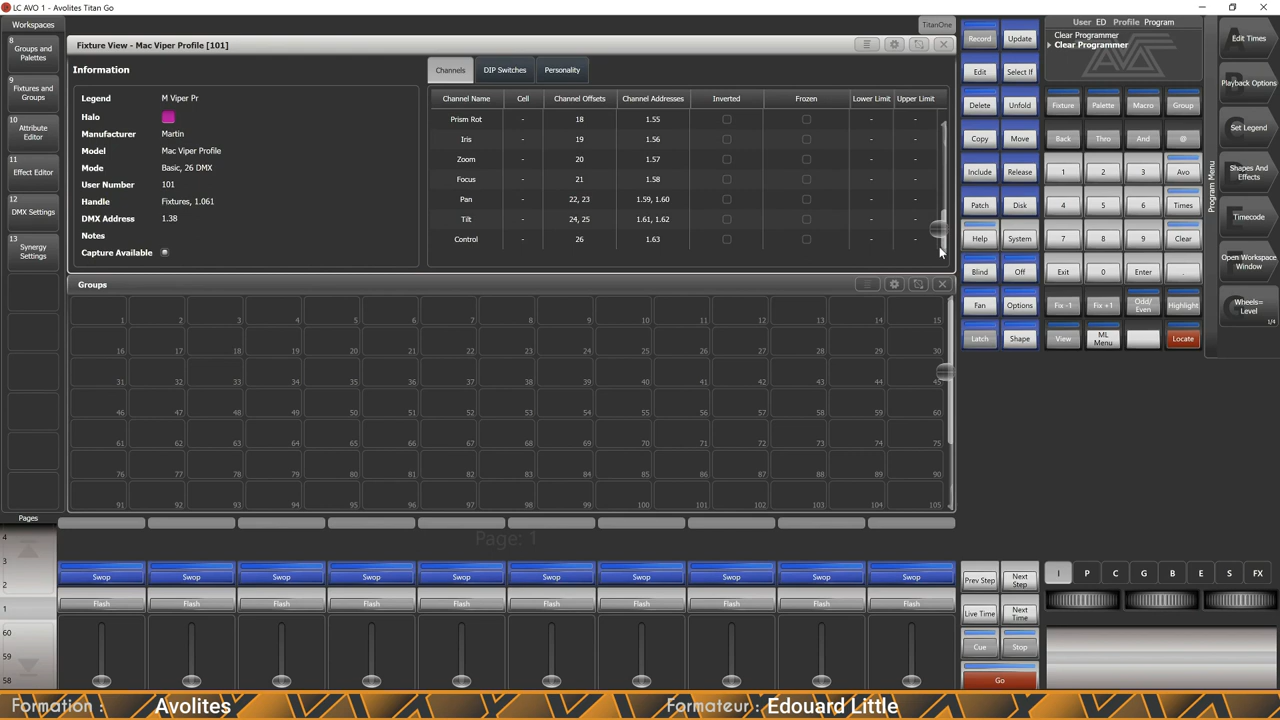 LC AVO 1 - Avolites Titan Go
Workspaces
8
Groups and
Palettes
9
Fixtures and
Groups
10
Attribute
Editor
11
Effect Editor
12
DMX Settings
13
Synergy
Settings
Pages
4
3
2
1
60
59
58
TitanOne
Fixture View - Mac Viper Profile [101]
Information
Legend M Viper Pr
Halo
Manufacturer Martin
Model Mac Viper Profile
Mode Basic, 26 DMX
User Number 101
Handle Fixtures, 1.061
DMX Address 1.38
Notes
Capture Available
Channels DIP Switches Personality
Channel Name Cell Channel Offsets Channel Addresses Inverted Frozen Lower Limit Upper Limit
Prism Rot - 18 1.55 - -
Iris - 19 1.56 - -
Zoom - 20 1.57 - -
Focus - 21 1.58 - -
Pan - 22, 23 1.59, 1.60 - -
Tilt - 24, 25 1.61, 1.62 - -
Control - 26 1.63 - -
Groups
1 2 3 4 5 6 7 8 9 10 11 12 13 14 15
16 17 18 19 20 21 22 23 24 25 26 27 28 29 30
31 32 33 34 35 36 37 38 39 40 41 42 43 44 45
46 47 48 49 50 51 52 53 54 55 56 57 58 59 60
61 62 63 64 65 66 67 68 69 70 71 72 73 74 75
76 77 78 79 80 81 82 83 84 85 86 87 88 89 90
91 92 93 94 95 96 97 98 99 100 101 102 103 104 105
Page: 1
Swop Swop Swop Swop Swop Swop Swop Swop Swop Swop
Flash Flash Flash Flash Flash Flash Flash Flash Flash Flash
Record Update
Edit Select If
Delete Unfold
Copy Move
Include Release
Patch Disk
Help System
Blind Off
Fan Options
Latch Shape
User ED Profile Program
Clear Programmer
Clear Programmer
Fixture Palette Macro Group
Back Thro And @
1 2 3 Avo
4 5 6 Times
7 8 9 Clear
Exit 0 Enter .
Fix -1 Fix +1 Odd/
Even Highlight
View ML
Menu Locate
Program Menu
A
Edit Times
Playback Options
Set Legend
Shapes And
Effects
Timecode
Open Workspace
Window
G
Wheels=
Level
1/4
Prev Step Next
Step
Live Time Next
Time
Cue Stop
Go
I P C G B E S FX
Formation : Avolites Formateur : Edouard Little